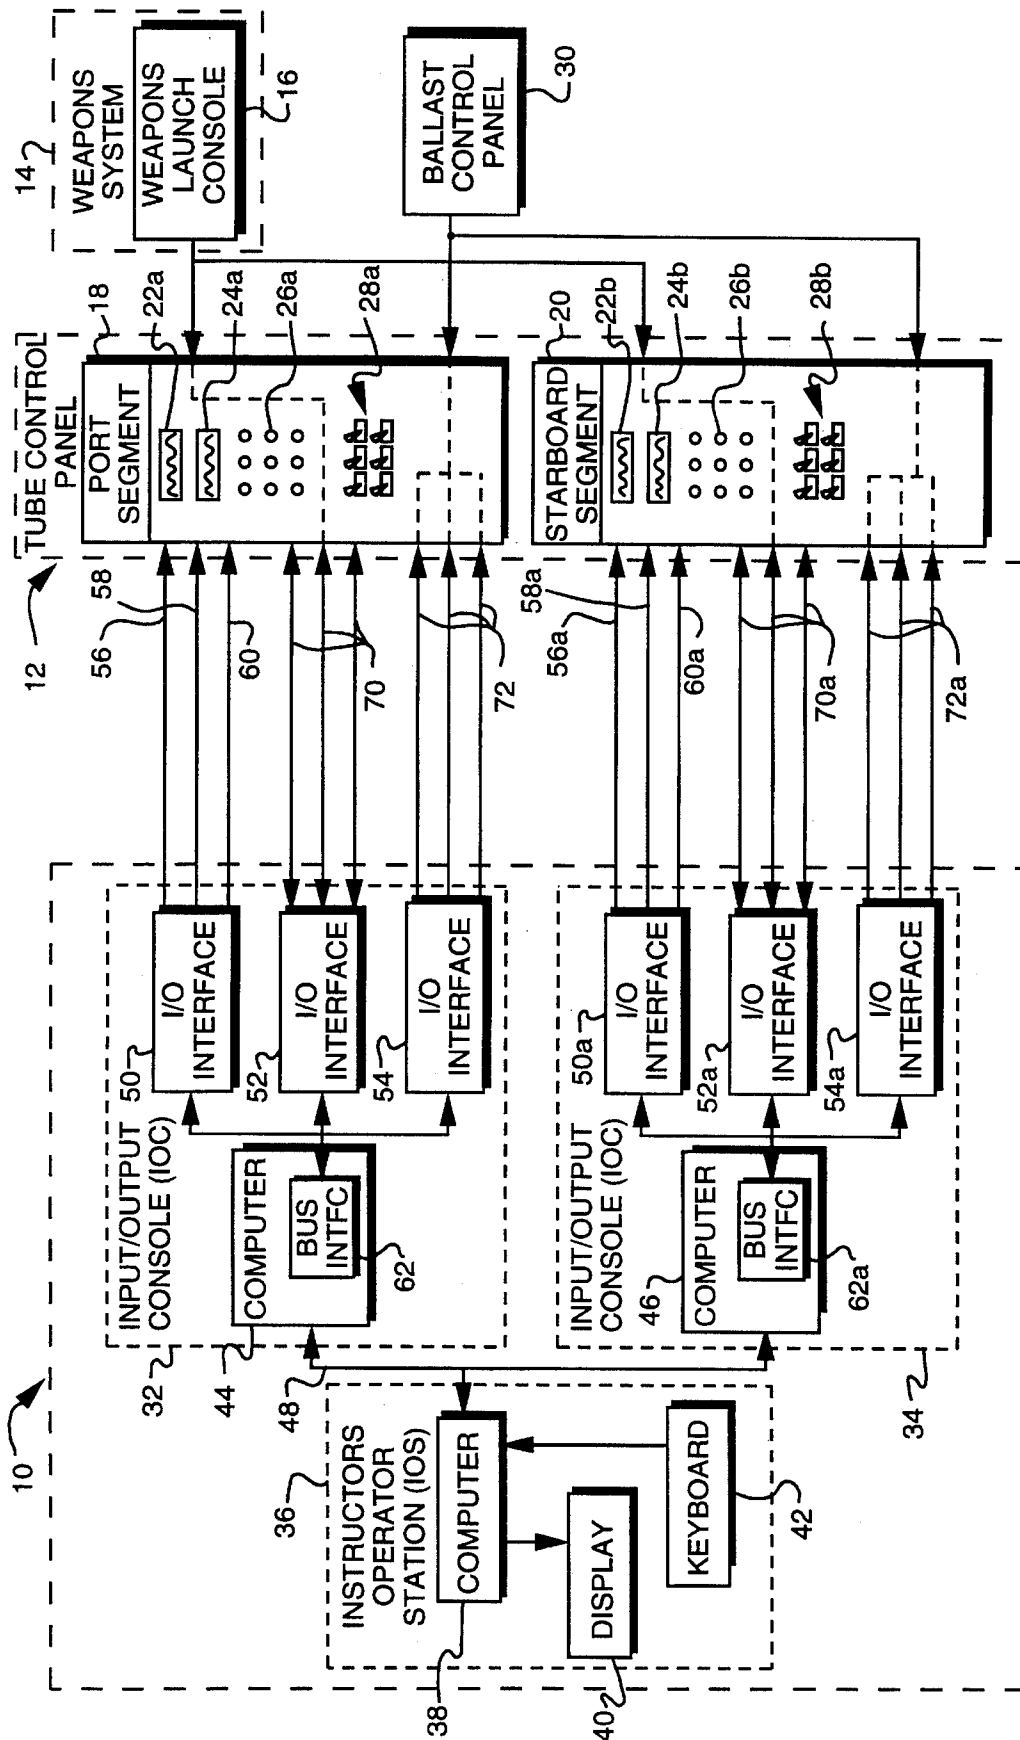 10
INSTRUCTORS
OPERATOR
STATION (IOS)
36
COMPUTER
38
DISPLAY
40
KEYBOARD
42
48
INPUT/OUTPUT
CONSOLE (IOC)
32
COMPUTER
44
BUS
INTFC
62
50
I/O
INTERFACE
52
I/O
INTERFACE
54
I/O
INTERFACE
INPUT/OUTPUT
CONSOLE (IOC)
34
COMPUTER
46
BUS
INTFC
62a
50a
I/O
INTERFACE
52a
I/O
INTERFACE
54a
I/O
INTERFACE
56
58
60
70
72
56a
58a
60a
70a
72a
12
TUBE CONTROL
PANEL
PORT
SEGMENT
18
22a
24a
26a
28a
STARBOARD
SEGMENT
20
22b
24b
26b
28b
14
WEAPONS
SYSTEM
WEAPONS
LAUNCH
CONSOLE
16
BALLAST
CONTROL
PANEL
30